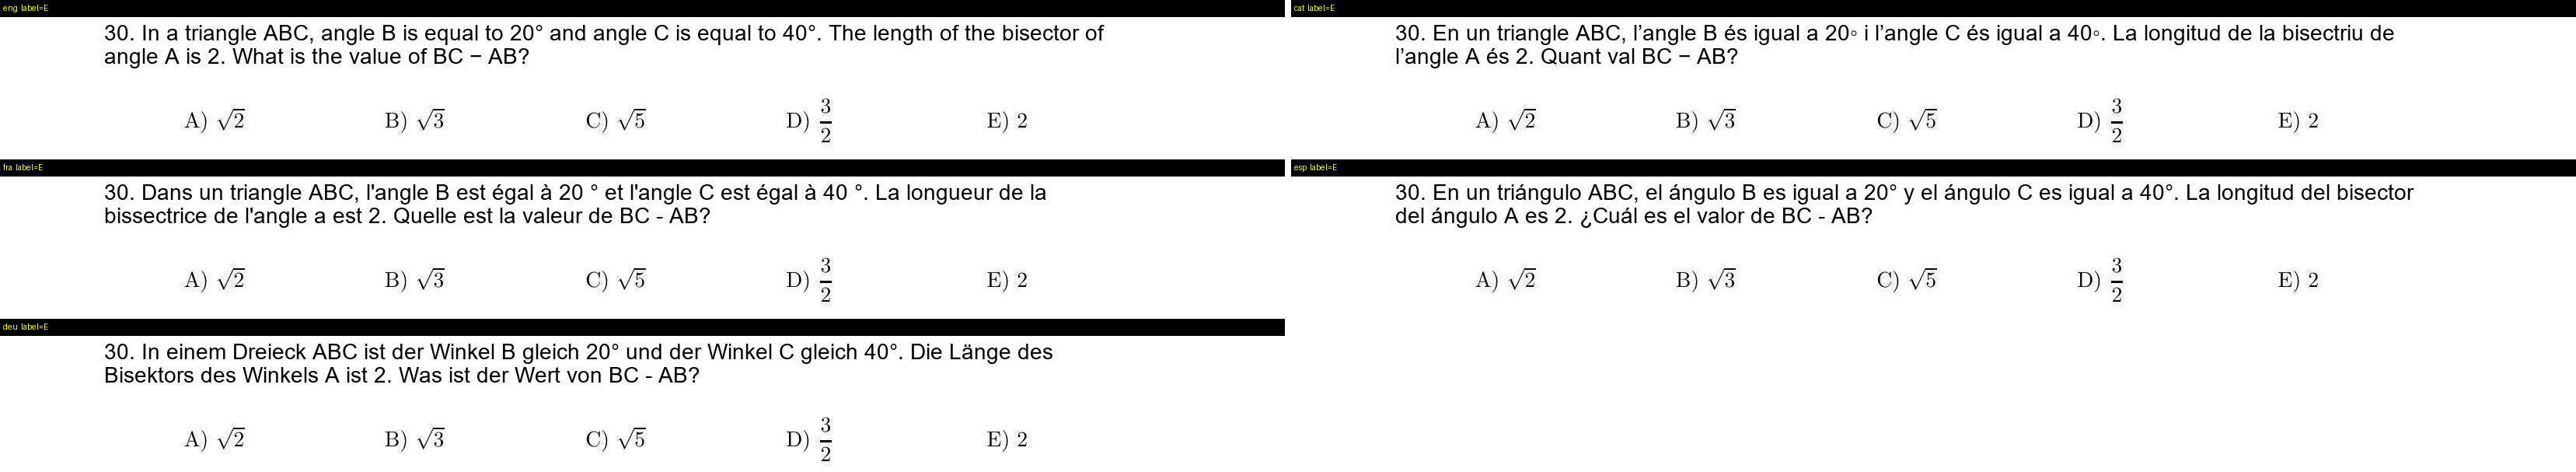 eng label=E
30. In a triangle ABC, angle B is equal to 20° and angle C is equal to 40°. The length of the bisector of
angle A is 2. What is the value of BC − AB?
A) √2 B) √3 C) √5 D) 3/2 E) 2
cat label=E
30. En un triangle ABC, l’angle B és igual a 20◦ i l’angle C és igual a 40◦. La longitud de la bisectriu de
l’angle A és 2. Quant val BC − AB?
A) √2 B) √3 C) √5 D) 3/2 E) 2
fra label=E
30. Dans un triangle ABC, l'angle B est égal à 20 ° et l'angle C est égal à 40 °. La longueur de la
bissectrice de l'angle a est 2. Quelle est la valeur de BC - AB?
A) √2 B) √3 C) √5 D) 3/2 E) 2
esp label=E
30. En un triángulo ABC, el ángulo B es igual a 20° y el ángulo C es igual a 40°. La longitud del bisector
del ángulo A es 2. ¿Cuál es el valor de BC - AB?
A) √2 B) √3 C) √5 D) 3/2 E) 2
deu label=E
30. In einem Dreieck ABC ist der Winkel B gleich 20° und der Winkel C gleich 40°. Die Länge des
Bisektors des Winkels A ist 2. Was ist der Wert von BC - AB?
A) √2 B) √3 C) √5 D) 3/2 E) 2